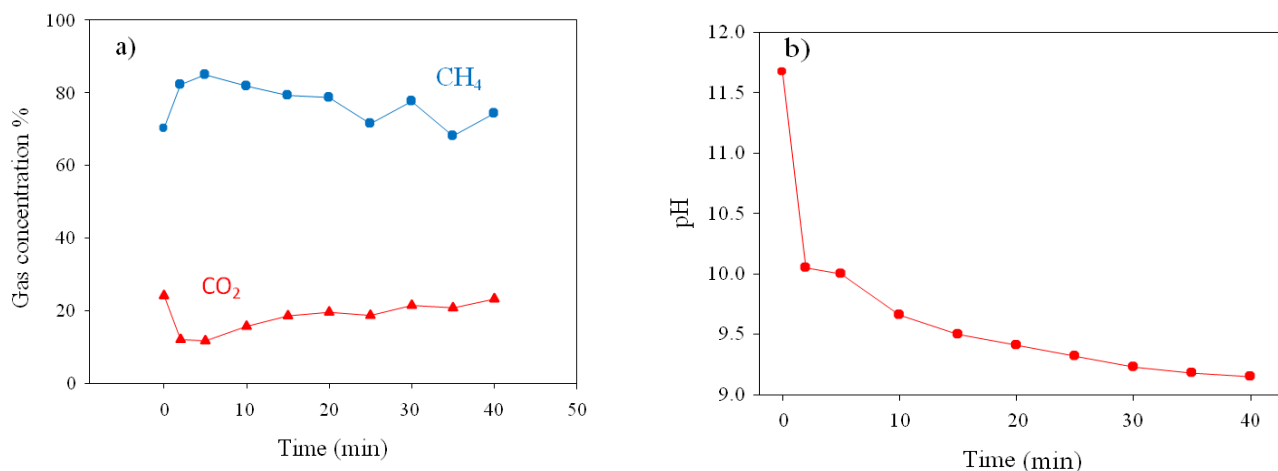 a)
CH₄
CO₂
Gas concentration %
100
80
60
40
20
0
0 10 20 30 40 50
Time (min)
b)
pH
12.0
11.5
11.0
10.5
10.0
9.5
9.0
0 10 20 30 40
Time (min)